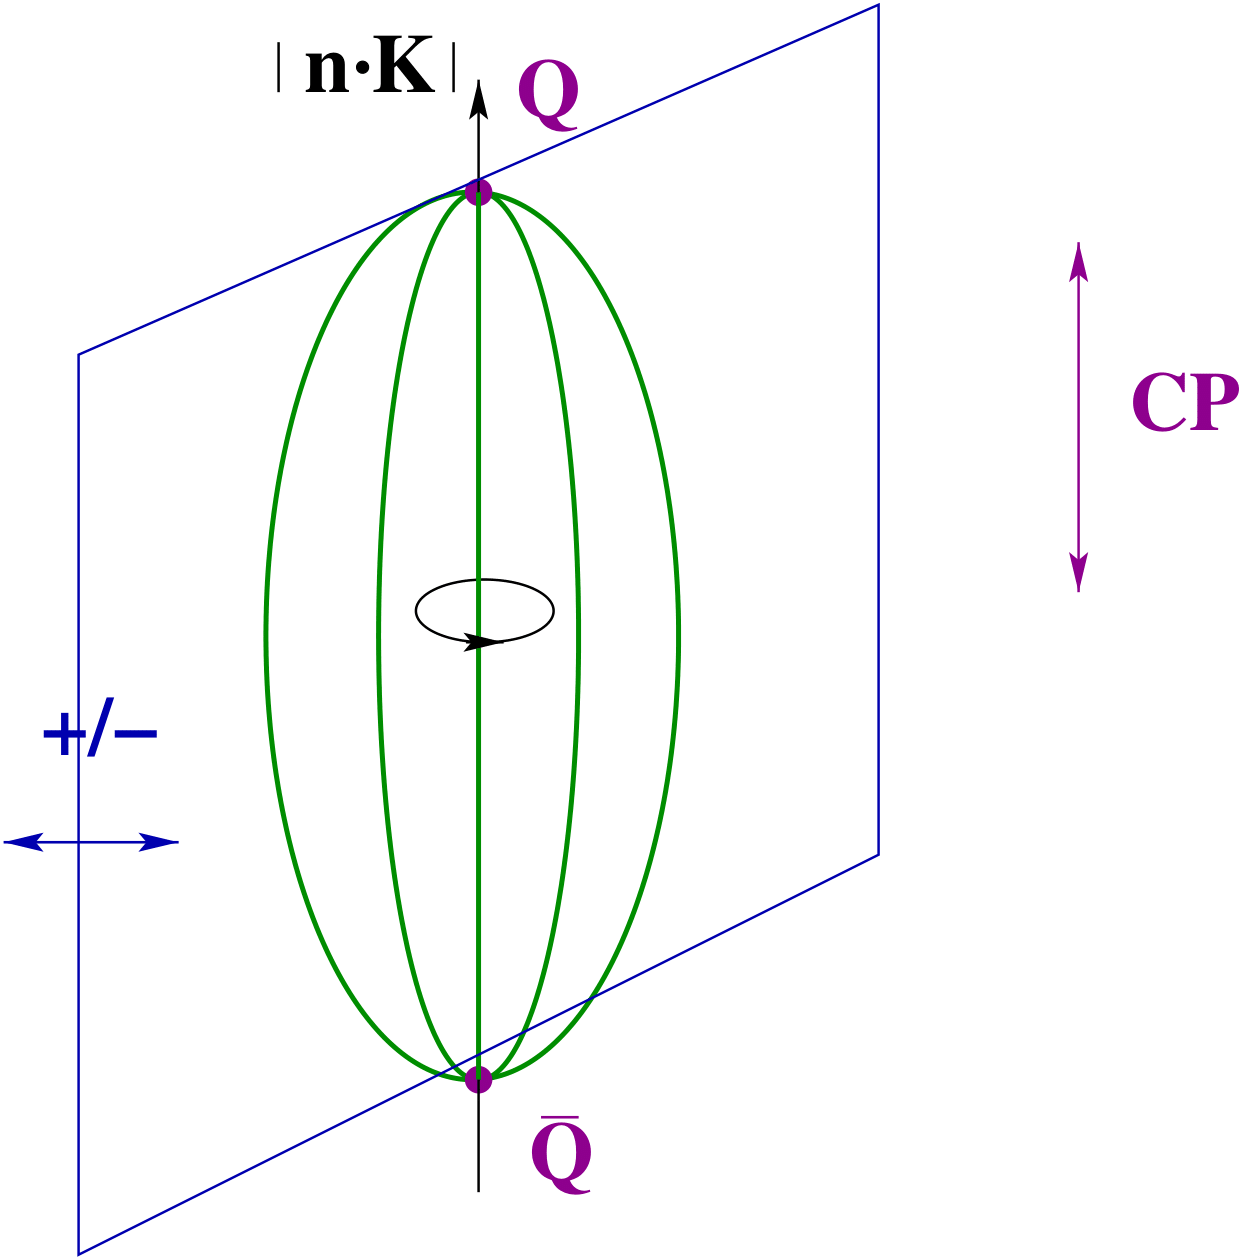 | n·K |
Q
CP
+/−
Q̄